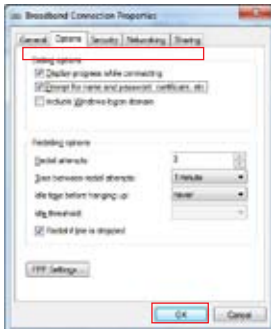 Broadband Connection Properties
General Options Security Networking Sharing
Dialing options
Display progress while connecting
Prompt for name and password, certificate, etc.
Include Windows logon domain
Redialing options
Redial attempts: 3
Time between redial attempts: 1 minute
Idle time before hanging up: never
Idle threshold:
Redial if line is dropped
PPP Settings...
OK Cancel